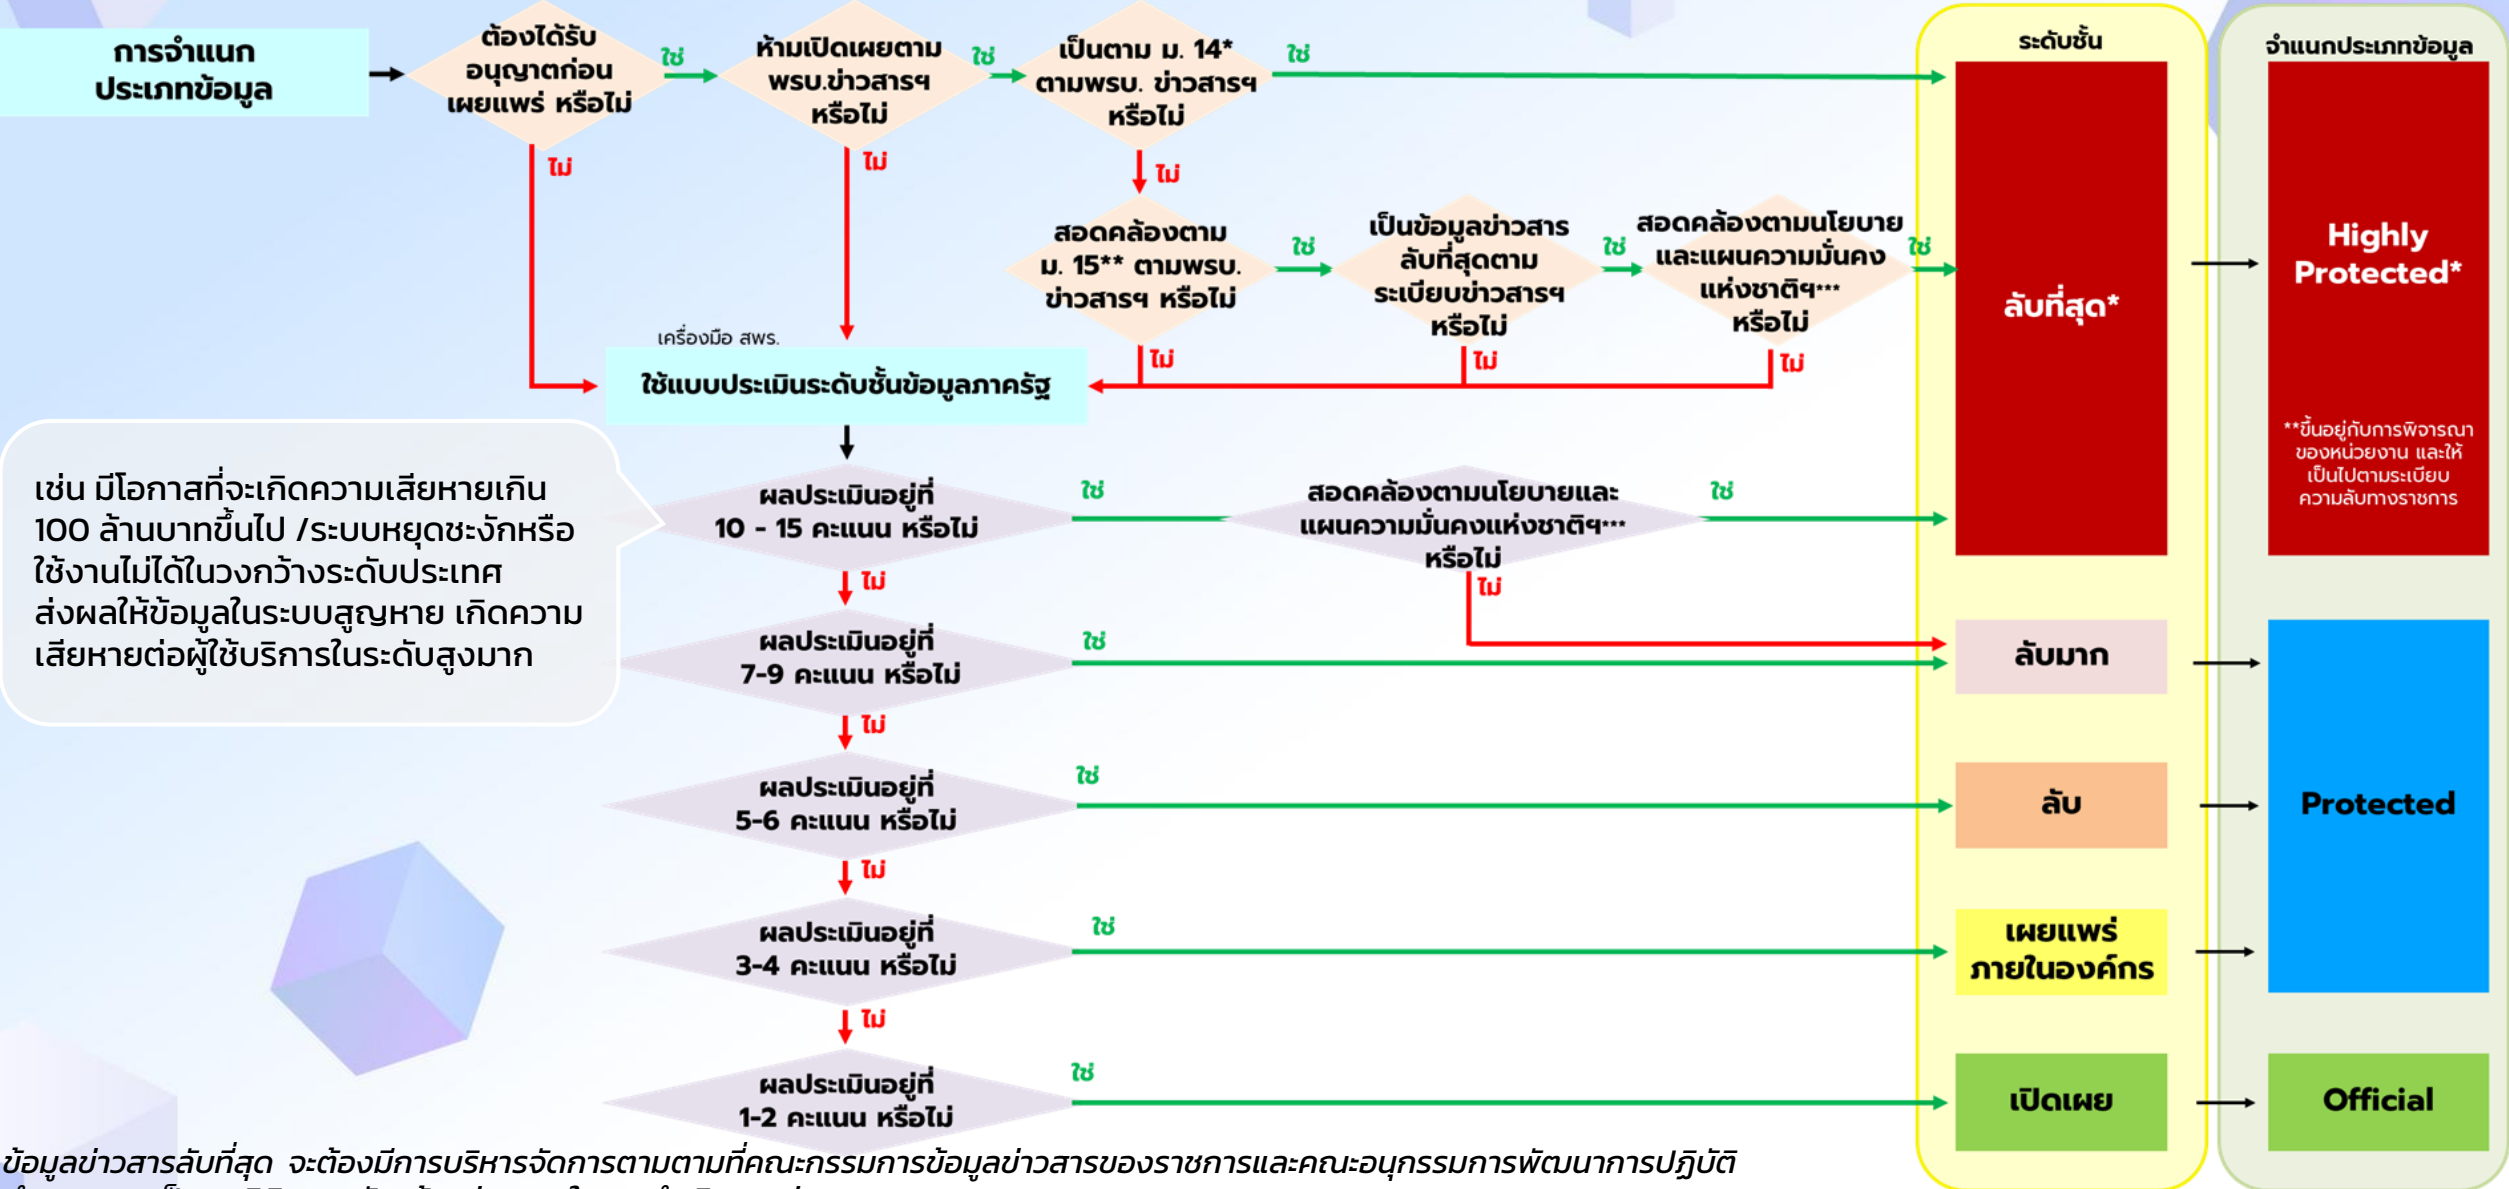 การจำแนก
ประเภทข้อมูล
ต้องได้รับ
อนุญาตก่อน
เผยแพร่ หรือไม่
ใช่
ไม่
ห้ามเปิดเผยตาม
พรบ.ข่าวสารฯ
หรือไม่
ใช่
ไม่
เป็นตาม ม. 14*
ตามพรบ. ข่าวสารฯ
หรือไม่
ใช่
ไม่
สอดคล้องตาม
ม. 15** ตามพรบ.
ข่าวสารฯ หรือไม่
ใช่
ไม่
เป็นข้อมูลข่าวสาร
ลับที่สุดตาม
ระเบียบข่าวสารฯ
หรือไม่
ใช่
ไม่
สอดคล้องตามนโยบาย
และแผนความมั่นคง
แห่งชาติฯ***
หรือไม่
ใช่
ไม่
เครื่องมือ สพร.
ใช้แบบประเมินระดับชั้นข้อมูลภาครัฐ
เช่น มีโอกาสที่จะเกิดความเสียหายเกิน
100 ล้านบาทขึ้นไป /ระบบหยุดชะงักหรือ
ใช้งานไม่ได้ในวงกว้างระดับประเทศ
ส่งผลให้ข้อมูลในระบบสูญหาย เกิดความ
เสียหายต่อผู้ใช้บริการในระดับสูงมาก
ผลประเมินอยู่ที่
10 - 15 คะแนน หรือไม่
ใช่
ไม่
สอดคล้องตามนโยบายและ
แผนความมั่นคงแห่งชาติฯ***
หรือไม่
ใช่
ไม่
ผลประเมินอยู่ที่
7-9 คะแนน หรือไม่
ใช่
ไม่
ผลประเมินอยู่ที่
5-6 คะแนน หรือไม่
ใช่
ไม่
ผลประเมินอยู่ที่
3-4 คะแนน หรือไม่
ใช่
ไม่
ผลประเมินอยู่ที่
1-2 คะแนน หรือไม่
ใช่
ระดับชั้น
ลับที่สุด*
ลับมาก
ลับ
เผยแพร่
ภายในองค์กร
เปิดเผย
จำแนกประเภทข้อมูล
Highly
Protected*
**ขึ้นอยู่กับการพิจารณา
ของหน่วยงาน และให้
เป็นไปตามระเบียบ
ความลับทางราชการ
Protected
Official
ข้อมูลข่าวสารลับที่สุด จะต้องมีการบริหารจัดการตามตามที่คณะกรรมการข้อมูลข่าวสารของราชการและคณะอนุกรรมการพัฒนาการปฏิบัติ